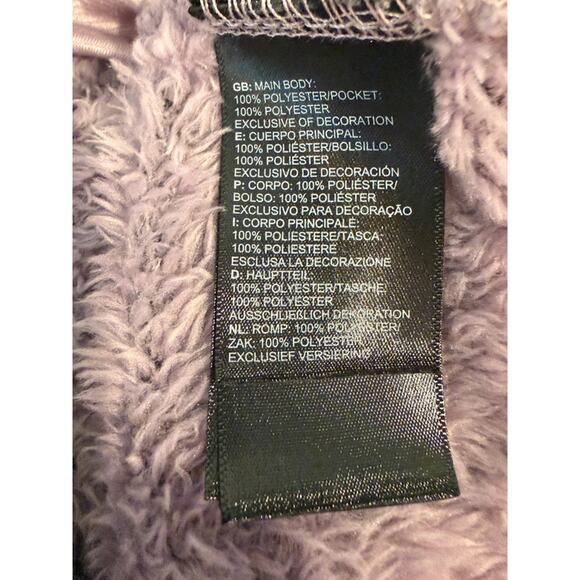 GB: MAIN BODY:
100% POLYESTER/POCKET:
100% POLYESTER
EXCLUSIVE OF DECORATION
E: CUERPO PRINCIPAL:
100% POLIÉSTER/BOLSILLO:
100% POLIÉSTER
EXCLUSIVO DE DECORACIÓN
P: CORPO: 100% POLIÉSTER/
BOLSO: 100% POLIÉSTER
EXCLUSIVO PARA DECORAÇÃO
I: CORPO PRINCIPALE:
100% POLIESTERE/TASCA:
100% POLIESTERE
ESCLUSA LA DECORAZIONE
D: HAUPTTEIL:
100% POLYESTER/TASCHE:
100% POLYESTER
AUSSCHLIEẞLICH DEKORATION
NL: ROMP: 100% POLYESTER/
ZAK: 100% POLYESTER
EXCLUSIEF VERSIERING